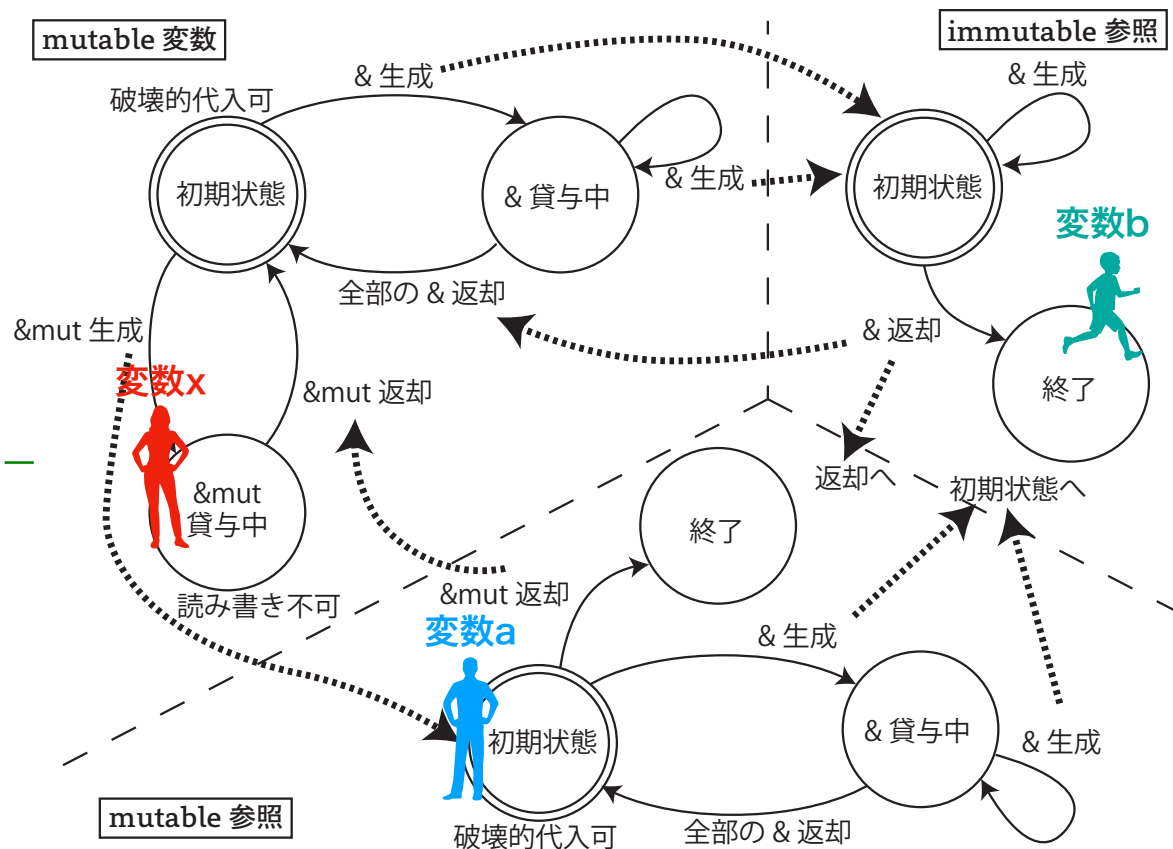 mutable 変数
immutable 参照
& 生成
& 生成
破壊的代入可
初期状態
& 貸与中
& 生成
初期状態
変数b
全部の & 返却
&mut 生成
& 返却
変数x
&mut 返却
終了
&mut
貸与中
返却へ
初期状態へ
終了
読み書き不可
&mut 返却
変数a
& 生成
初期状態
& 貸与中
& 生成
破壊的代入可
全部の & 返却
mutable 参照